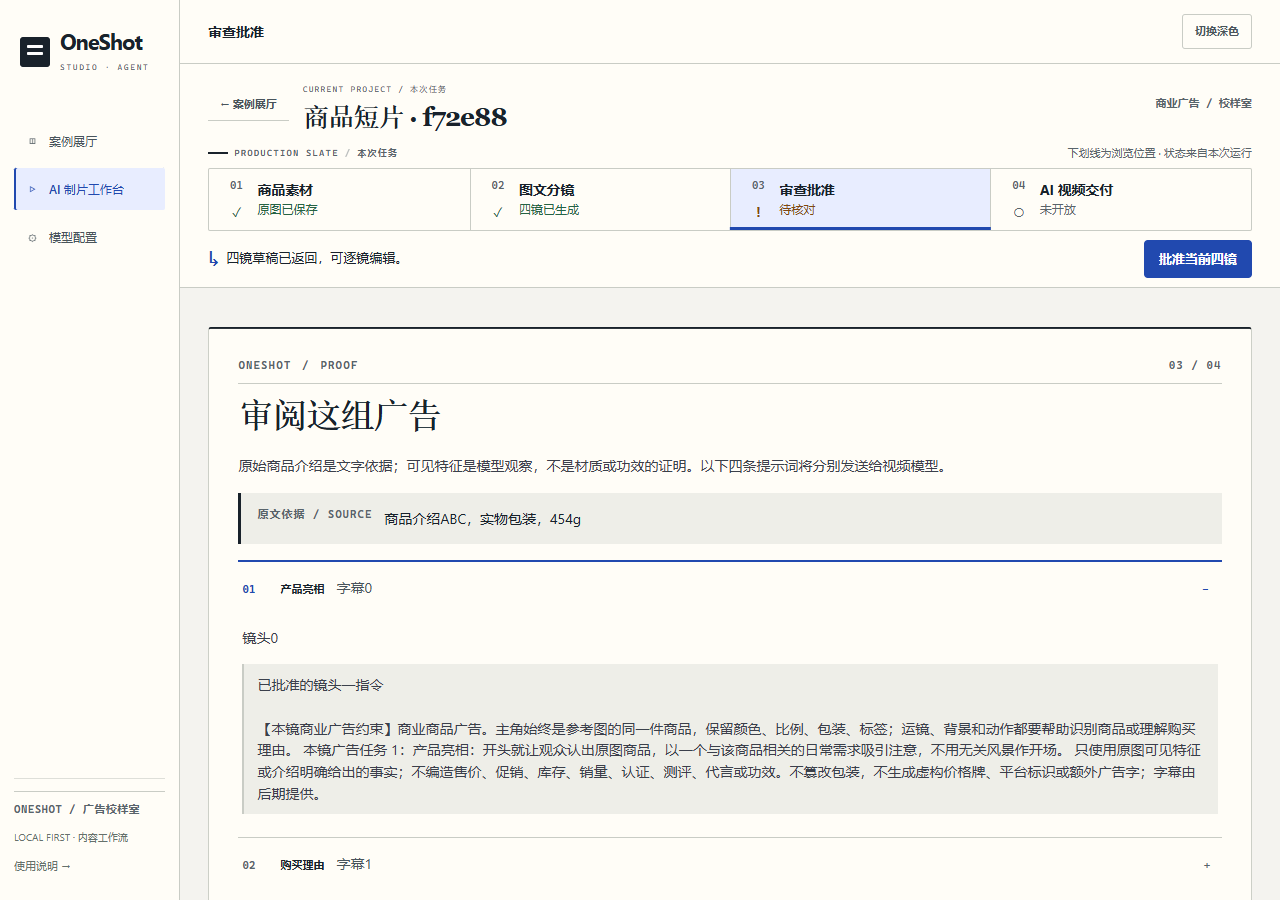 OneShot
STUDIO · AGENT
案例展厅
AI 制片工作台
模型配置
ONESHOT / 广告校样室
LOCAL FIRST · 内容工作流
使用说明 →
审查批准
切换深色
← 案例展厅
CURRENT PROJECT / 本次任务
商品短片 · f72e88
商业广告 / 校样室
PRODUCTION SLATE / 本次任务
下划线为浏览位置 · 状态来自本次运行
01 商品素材
✓ 原图已保存
02 图文分镜
✓ 四镜已生成
03 审查批准
! 待核对
04 AI 视频交付
○ 未开放
↳ 四镜草稿已返回，可逐镜编辑。
批准当前四镜
ONESHOT / PROOF
03 / 04
审阅这组广告
原始商品介绍是文字依据；可见特征是模型观察，不是材质或功效的证明。以下四条提示词将分别发送给视频模型。
原文依据 / SOURCE 商品介绍ABC，实物包装，454g
01 产品亮相 字幕0 −
镜头0
已批准的镜头一指令
【本镜商业广告约束】商业商品广告。主角始终是参考图的同一件商品，保留颜色、比例、包装、标签；运镜、背景和动作都要帮助识别商品或理解购买
理由。 本镜广告任务 1：产品亮相：开头就让观众认出原图商品，以一个与该商品相关的日常需求吸引注意，不用无关风景作开场。 只使用原图可见特征
或介绍明确给出的事实；不编造售价、促销、库存、销量、认证、测评、代言或功效。不篡改包装，不生成虚构价格牌、平台标识或额外广告字；字幕由
后期提供。
02 购买理由 字幕1 +